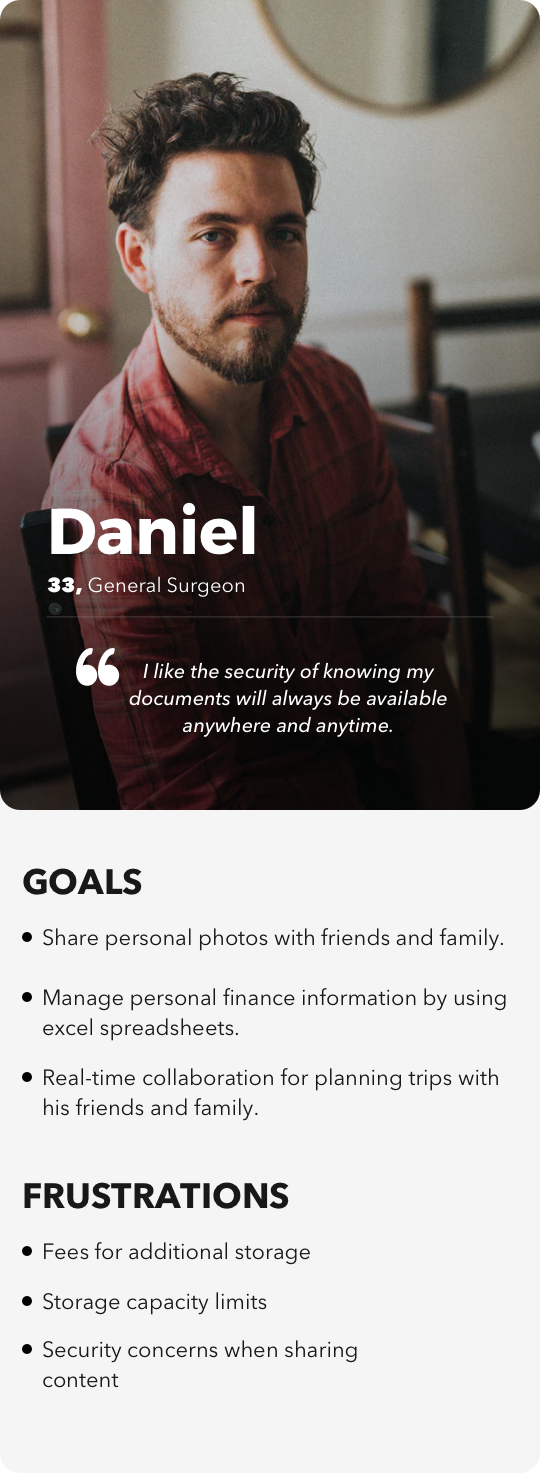 Daniel
33, General Surgeon
“ I like the security of knowing my
documents will always be available
anywhere and anytime.
GOALS
• Share personal photos with friends and family.
• Manage personal finance information by using
excel spreadsheets.
• Real-time collaboration for planning trips with
his friends and family.
FRUSTRATIONS
• Fees for additional storage
• Storage capacity limits
• Security concerns when sharing
content